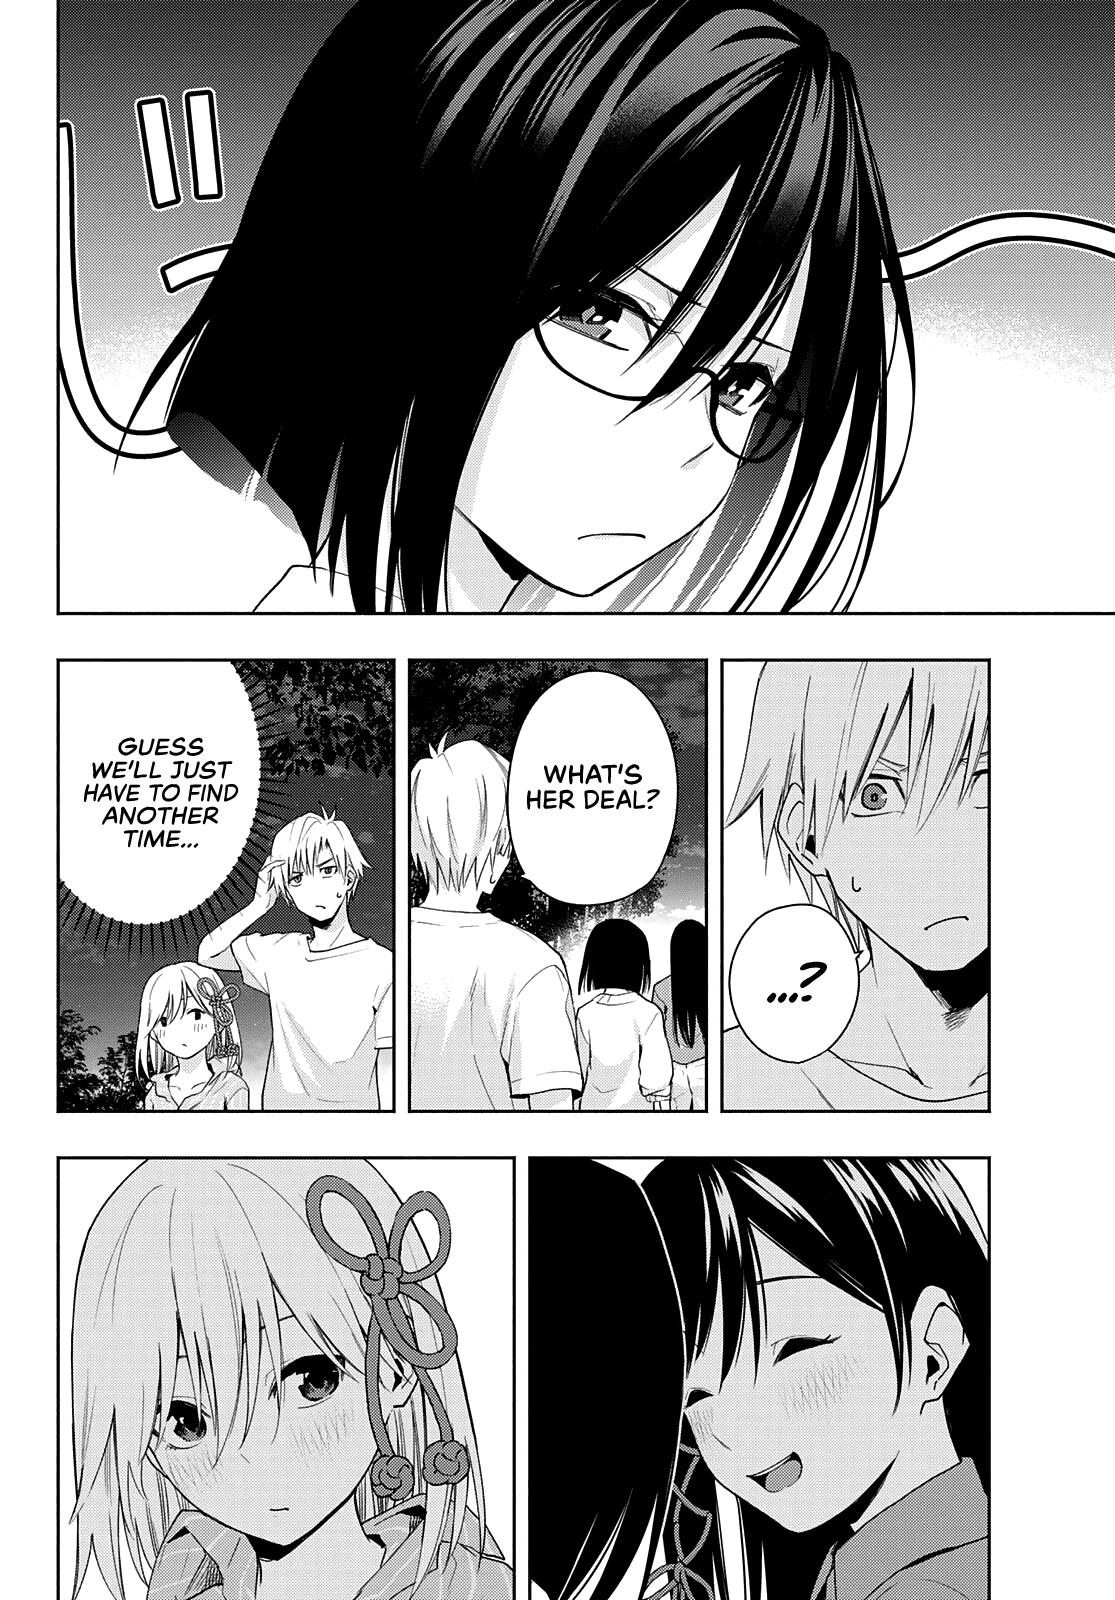 ...?
WHAT'S
HER DEAL?
GUESS
WE'LL JUST
HAVE TO FIND
ANOTHER
TIME...